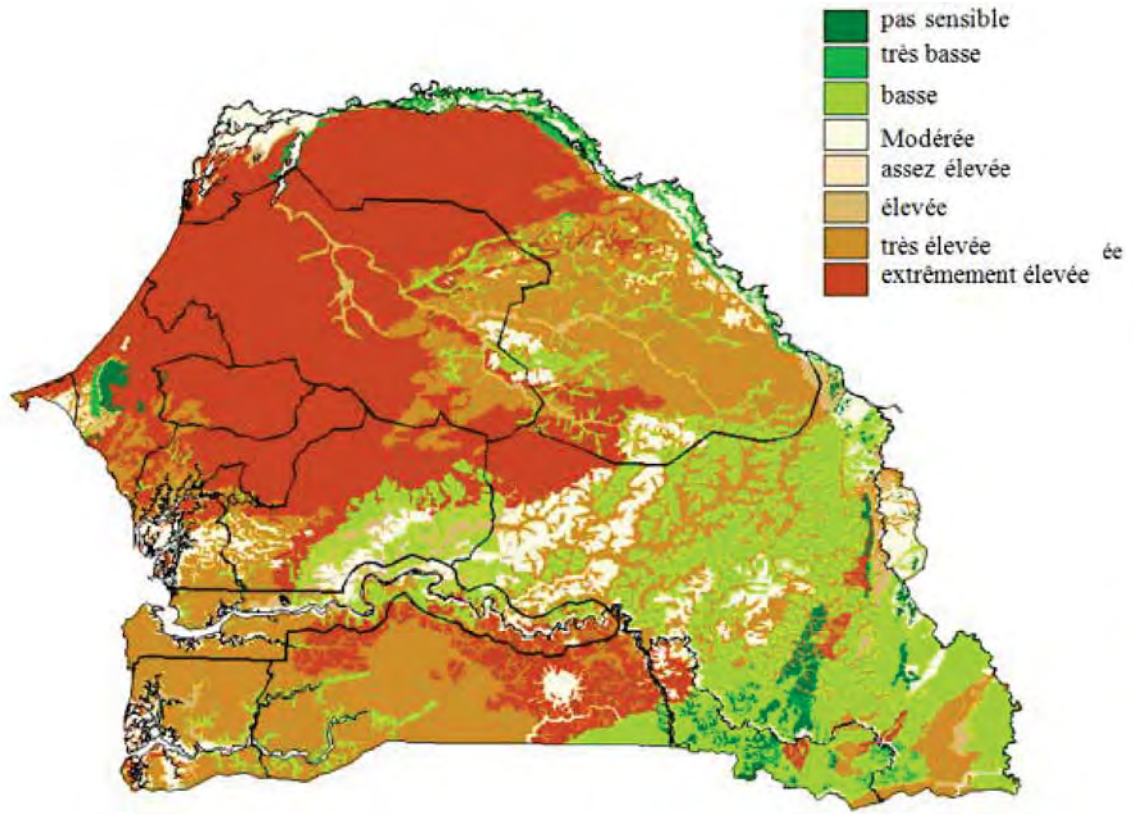 pas sensible
très basse
basse
Modérée
assez élevée
élevée
très élevée
ée
extrêmement élevée